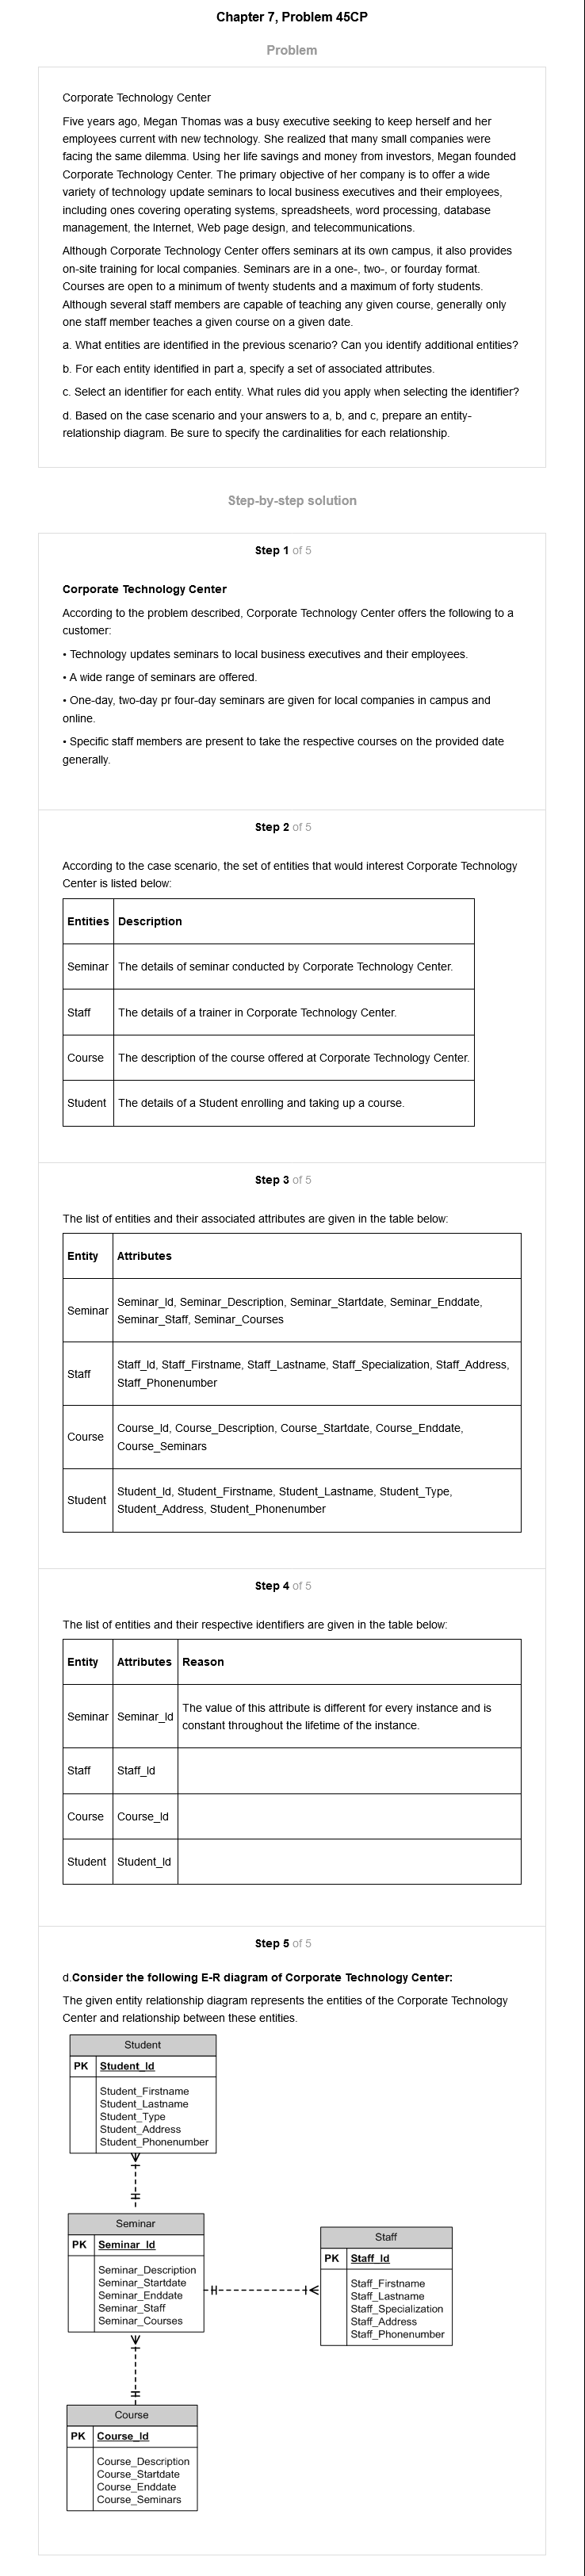 Chapter 7, Problem 45CP
Problem
Corporate Technology Center
Five years ago, Megan Thomas was a busy executive seeking to keep herself and her
employees current with new technology. She realized that many small companies were
facing the same dilemma. Using her life savings and money from investors, Megan founded
Corporate Technology Center. The primary objective of her company is to offer a wide
variety of technology update seminars to local business executives and their employees,
including ones covering operating systems, spreadsheets, word processing, database
management, the Internet, Web page design, and telecommunications.
Although Corporate Technology Center offers seminars at its own campus, it also provides
on-site training for local companies. Seminars are in a one-, two-, or fourday format.
Courses are open to a minimum of twenty students and a maximum of forty students.
Although several staff members are capable of teaching any given course, generally only
one staff member teaches a given course on a given date.
a. What entities are identified in the previous scenario? Can you identify additional entities?
b. For each entity identified in part a, specify a set of associated attributes.
c. Select an identifier for each entity. What rules did you apply when selecting the identifier?
d. Based on the case scenario and your answers to a, b, and c, prepare an entity-
relationship diagram. Be sure to specify the cardinalities for each relationship.
Step-by-step solution
Step 1 of 5
Corporate Technology Center
According to the problem described, Corporate Technology Center offers the following to a
customer:
• Technology updates seminars to local business executives and their employees.
• A wide range of seminars are offered.
• One-day, two-day pr four-day seminars are given for local companies in campus and
online.
• Specific staff members are present to take the respective courses on the provided date
generally.
Step 2 of 5
According to the case scenario, the set of entities that would interest Corporate Technology
Center is listed below:
Entities Description
Seminar The details of seminar conducted by Corporate Technology Center.
Staff The details of a trainer in Corporate Technology Center.
Course The description of the course offered at Corporate Technology Center.
Student The details of a Student enrolling and taking up a course.
Step 3 of 5
The list of entities and their associated attributes are given in the table below:
Entity Attributes
Seminar Seminar_Id, Seminar_Description, Seminar_Startdate, Seminar_Enddate,
Seminar_Staff, Seminar_Courses
Staff Staff_Id, Staff_Firstname, Staff_Lastname, Staff_Specialization, Staff_Address,
Staff_Phonenumber
Course Course_Id, Course_Description, Course_Startdate, Course_Enddate,
Course_Seminars
Student Student_Id, Student_Firstname, Student_Lastname, Student_Type,
Student_Address, Student_Phonenumber
Step 4 of 5
The list of entities and their respective identifiers are given in the table below:
Entity Attributes Reason
Seminar Seminar_Id The value of this attribute is different for every instance and is
constant throughout the lifetime of the instance.
Staff Staff_Id
Course Course_Id
Student Student_Id
Step 5 of 5
d.Consider the following E-R diagram of Corporate Technology Center:
The given entity relationship diagram represents the entities of the Corporate Technology
Center and relationship between these entities.
Student
PK Student_Id
Student_Firstname
Student_Lastname
Student_Type
Student_Address
Student_Phonenumber
Seminar
PK Seminar_Id
Seminar_Description
Seminar_Startdate
Seminar_Enddate
Seminar_Staff
Seminar_Courses
Staff
PK Staff_Id
Staff_Firstname
Staff_Lastname
Staff_Specialization
Staff_Address
Staff_Phonenumber
Course
PK Course_Id
Course_Description
Course_Startdate
Course_Enddate
Course_Seminars